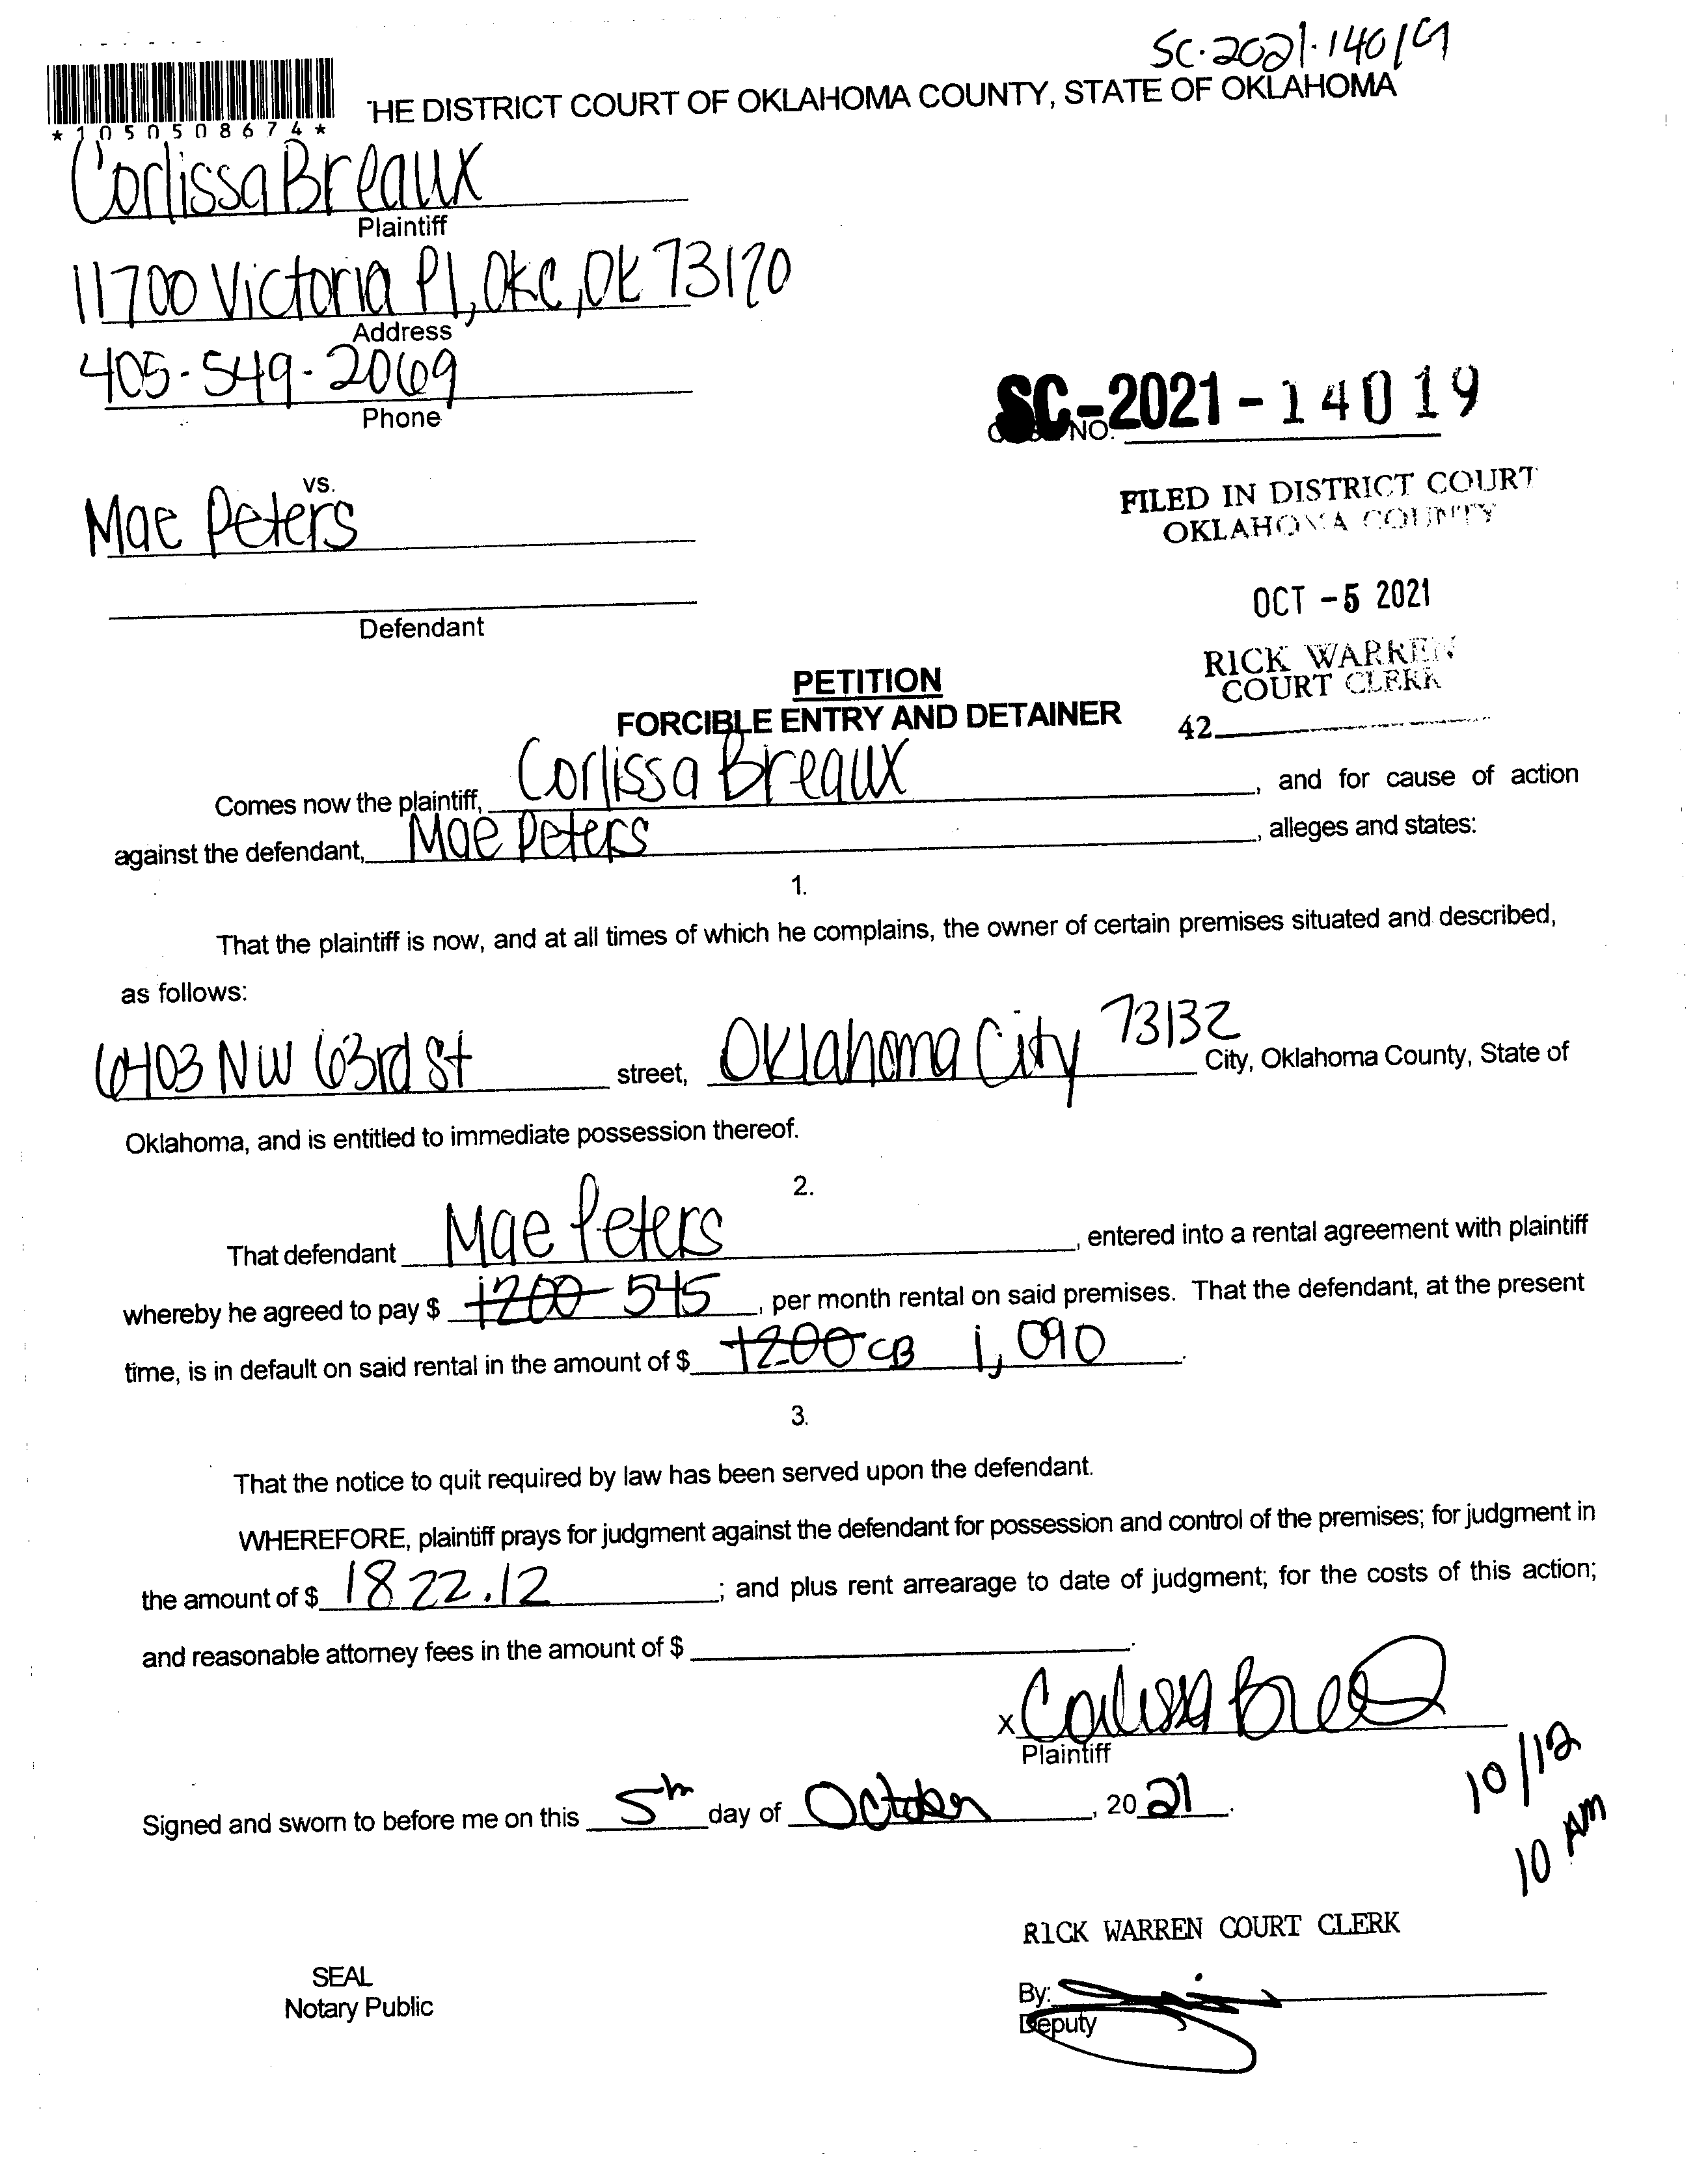 SC-2021-14019
*1050508674*
HE DISTRICT COURT OF OKLAHOMA COUNTY, STATE OF OKLAHOMA
Corlissa Breaux
Plaintiff
11700 Victoria Pl, OKC, OK 73170
Address
405-549-2069
Phone
SC-2021-14019
NO.
vs.
Mae Peters
FILED IN DISTRICT COURT
OKLAHOMA COUNTY
OCT -5 2021
Defendant
RICK WARREN
COURT CLERK
42
PETITION
FORCIBLE ENTRY AND DETAINER
Comes now the plaintiff, Corlissa Breaux, and for cause of action
against the defendant, Mae Peters, alleges and states:
1.
That the plaintiff is now, and at all times of which he complains, the owner of certain premises situated and described,
as follows:
6403 NW 63rd St street, Oklahoma City 73132 City, Oklahoma County, State of
Oklahoma, and is entitled to immediate possession thereof.
2.
That defendant Mae Peters, entered into a rental agreement with plaintiff
whereby he agreed to pay $ 1200 545, per month rental on said premises. That the defendant, at the present
time, is in default on said rental in the amount of $ 1200 CB 1,090.
3.
That the notice to quit required by law has been served upon the defendant.
WHEREFORE, plaintiff prays for judgment against the defendant for possession and control of the premises; for judgment in
the amount of $ 1822.12; and plus rent arrearage to date of judgment; for the costs of this action;
and reasonable attorney fees in the amount of $ .
x Corlissa Breaux
Plaintiff
10/12
10 AM
Signed and sworn to before me on this 5th day of October, 2021.
RICK WARREN COURT CLERK
SEAL
Notary Public
By:
Deputy